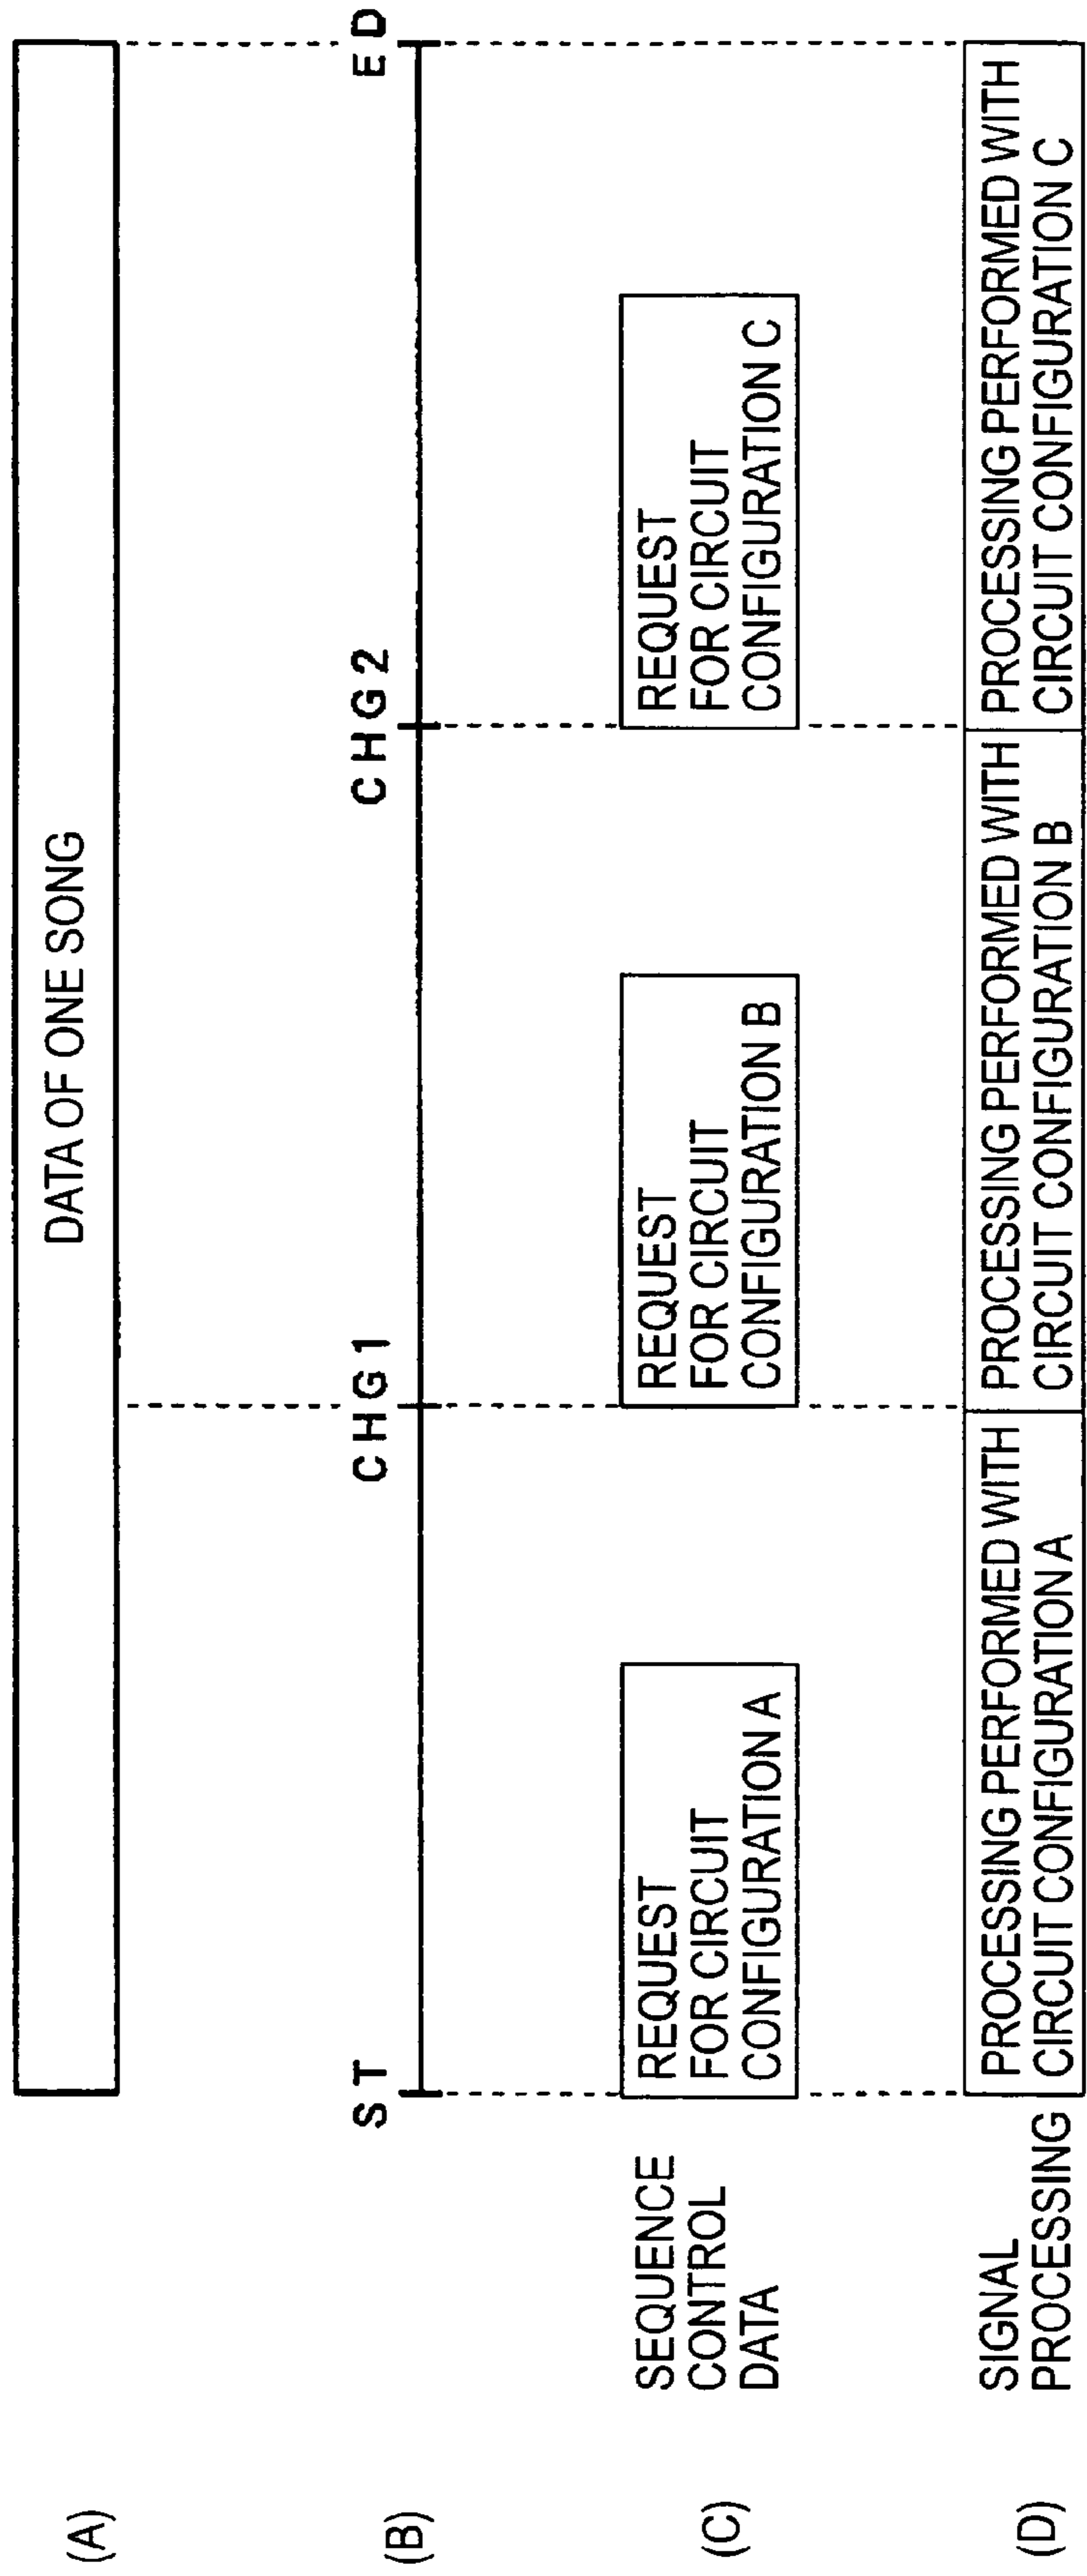 (A)
DATA OF ONE SONG
(B)
ST
CHG1
CHG2
ED
(C)
SEQUENCE
CONTROL
DATA
REQUEST
FOR CIRCUIT
CONFIGURATION A
REQUEST
FOR CIRCUIT
CONFIGURATION B
REQUEST
FOR CIRCUIT
CONFIGURATION C
(D)
SIGNAL
PROCESSING
PROCESSING PERFORMED WITH
CIRCUIT CONFIGURATION A
PROCESSING PERFORMED WITH
CIRCUIT CONFIGURATION B
PROCESSING PERFORMED WITH
CIRCUIT CONFIGURATION C